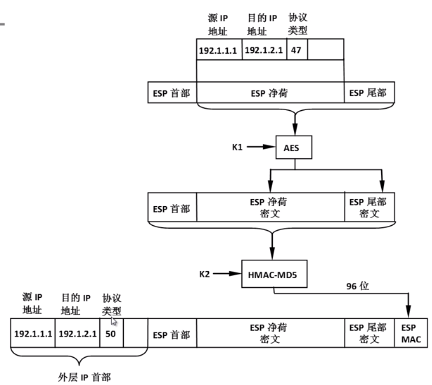 源 IP 目的 IP 协议
地址 地址 类型
192.1.1.1 192.1.2.1 47
ESP 首部 ESP 净荷 ESP 尾部
K1 AES
ESP 首部 ESP 净荷 ESP 尾部
密文 密文
K2 HMAC-MD5
96 位
源 IP 目的 IP 协议
地址 地址 类型
192.1.1.1 192.1.2.1 50 ESP 首部 ESP 净荷 ESP 尾部 ESP
密文 密文 MAC
外层 IP 首部